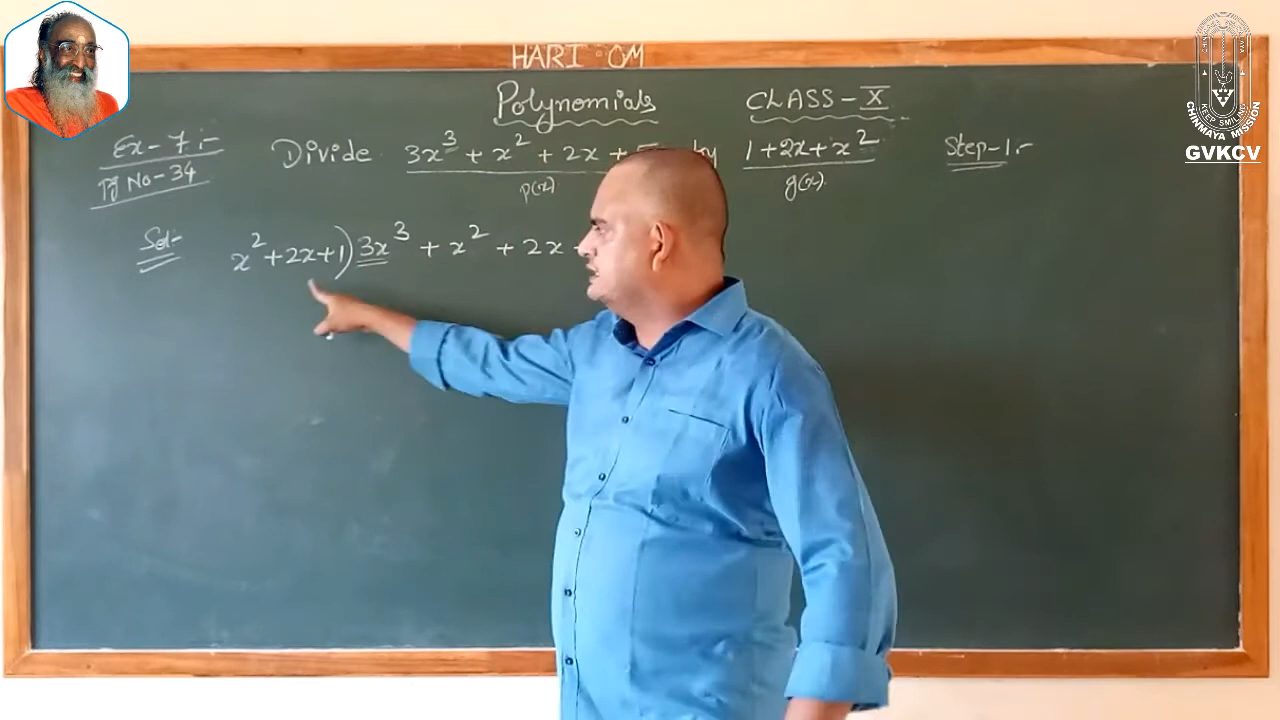 HARI OM
Polynomials
CLASS - X
Ex - 7 :-
Pg No - 34
Divide 3x³ + x² + 2x + 5 by 1 + 2x + x²
p(x)
g(x).
Step - 1 :-
Sol-
x² + 2x + 1) 3x³ + x² + 2x +
CHINMAYA MISSION
KEEP SMILING
GVKCV